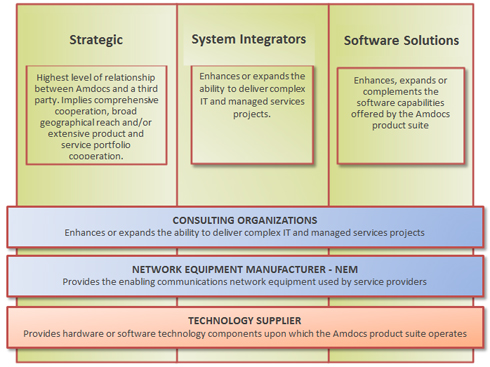 Strategic
Highest level of relationship
between Amdocs and a third
party. Implies comprehensive
cooperation, broad
geographical reach and/or
extensive product and
service portfolio
cooperation.
System Integrators
Enhances or expands the
ability to deliver complex
IT and managed services
projects.
Software Solutions
Enhances, expands or
complements the
software capabilities
offered by the Amdocs
product suite
CONSULTING ORGANIZATIONS
Enhances or expands the ability to deliver complex IT and managed services projects
NETWORK EQUIPMENT MANUFACTURER - NEM
Provides the enabling communications network equipment used by service providers
TECHNOLOGY SUPPLIER
Provides hardware or software technology components upon which the Amdocs product suite operates